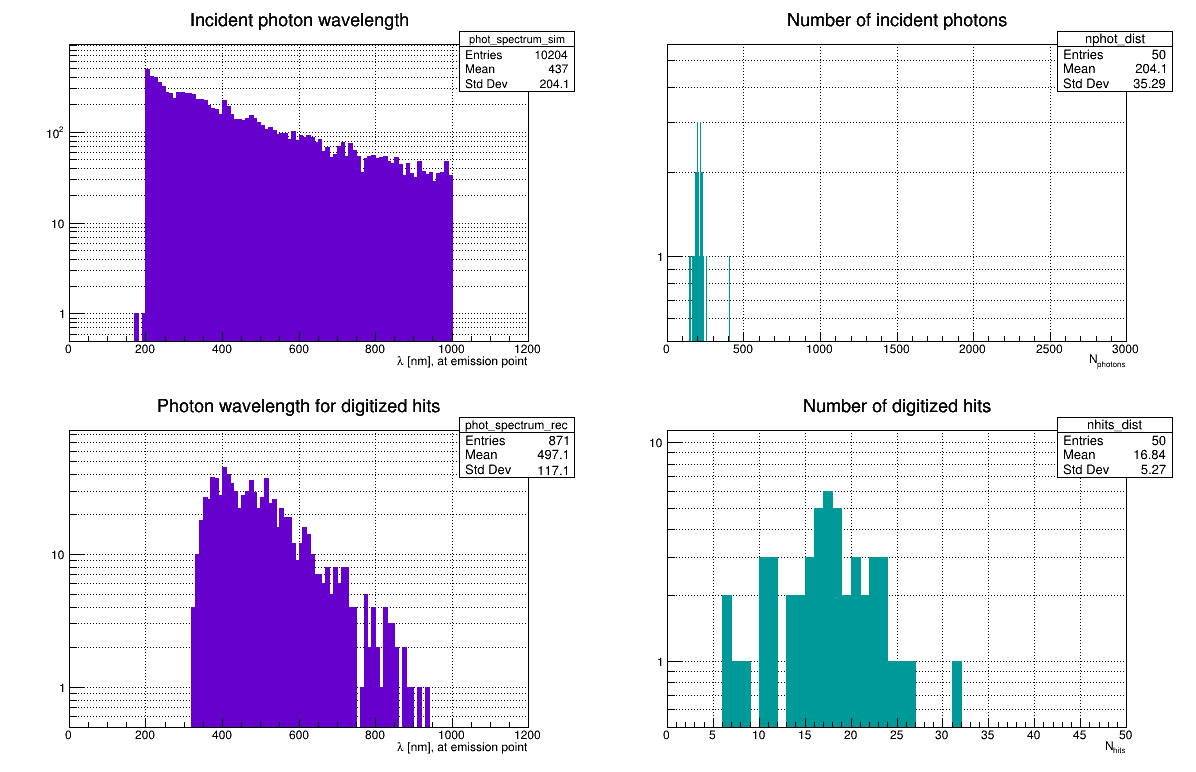 Incident photon wavelength
phot_spectrum_sim
Entries 10204
Mean 437
Std Dev 204.1
10²
10
1
0 200 400 600 800 1000 1200
λ [nm], at emission point
Number of incident photons
nphot_dist
Entries 50
Mean 204.1
Std Dev 35.29
1
0 500 1000 1500 2000 2500 3000
Nphotons
Photon wavelength for digitized hits
phot_spectrum_rec
Entries 871
Mean 497.1
Std Dev 117.1
10
1
0 200 400 600 800 1000 1200
λ [nm], at emission point
Number of digitized hits
nhits_dist
Entries 50
Mean 16.84
Std Dev 5.27
10
1
0 5 10 15 20 25 30 35 40 45 50
Nhits